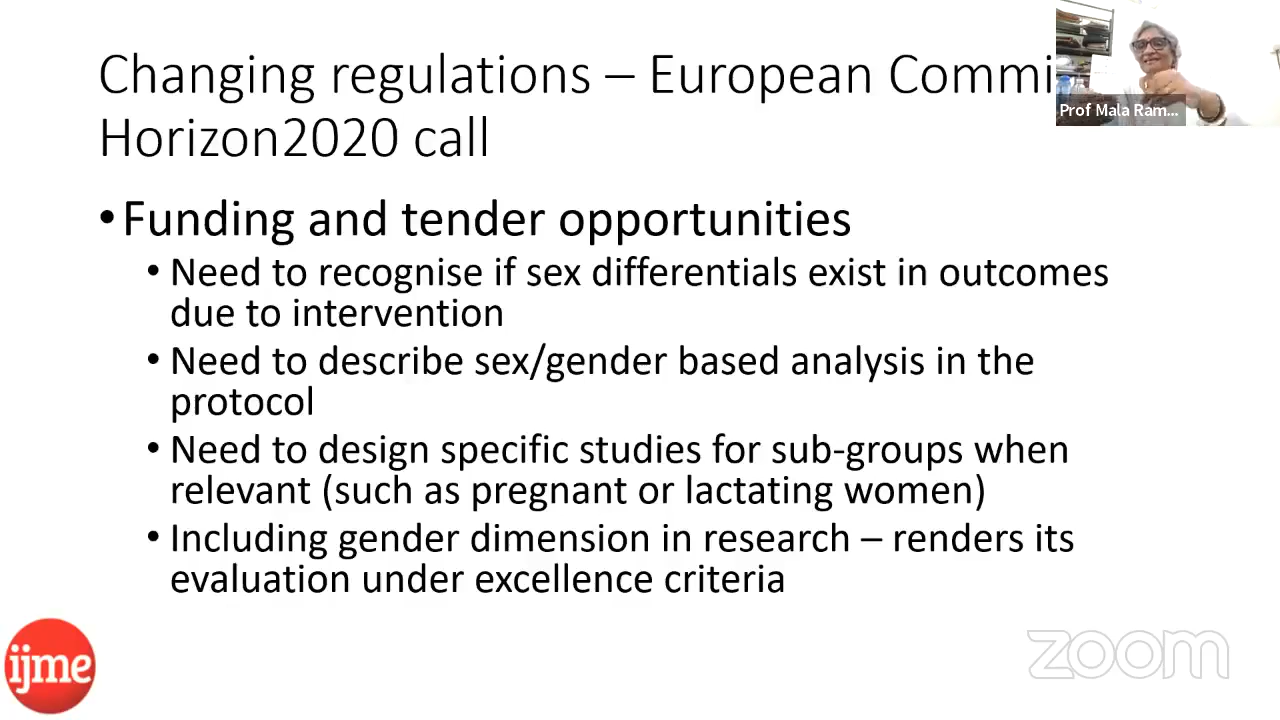 Changing regulations – European Commi
Horizon2020 call
Prof Mala Ram...
•Funding and tender opportunities
• Need to recognise if sex differentials exist in outcomes
due to intervention
• Need to describe sex/gender based analysis in the
protocol
• Need to design specific studies for sub-groups when
relevant (such as pregnant or lactating women)
• Including gender dimension in research – renders its
evaluation under excellence criteria
ijme
zoom